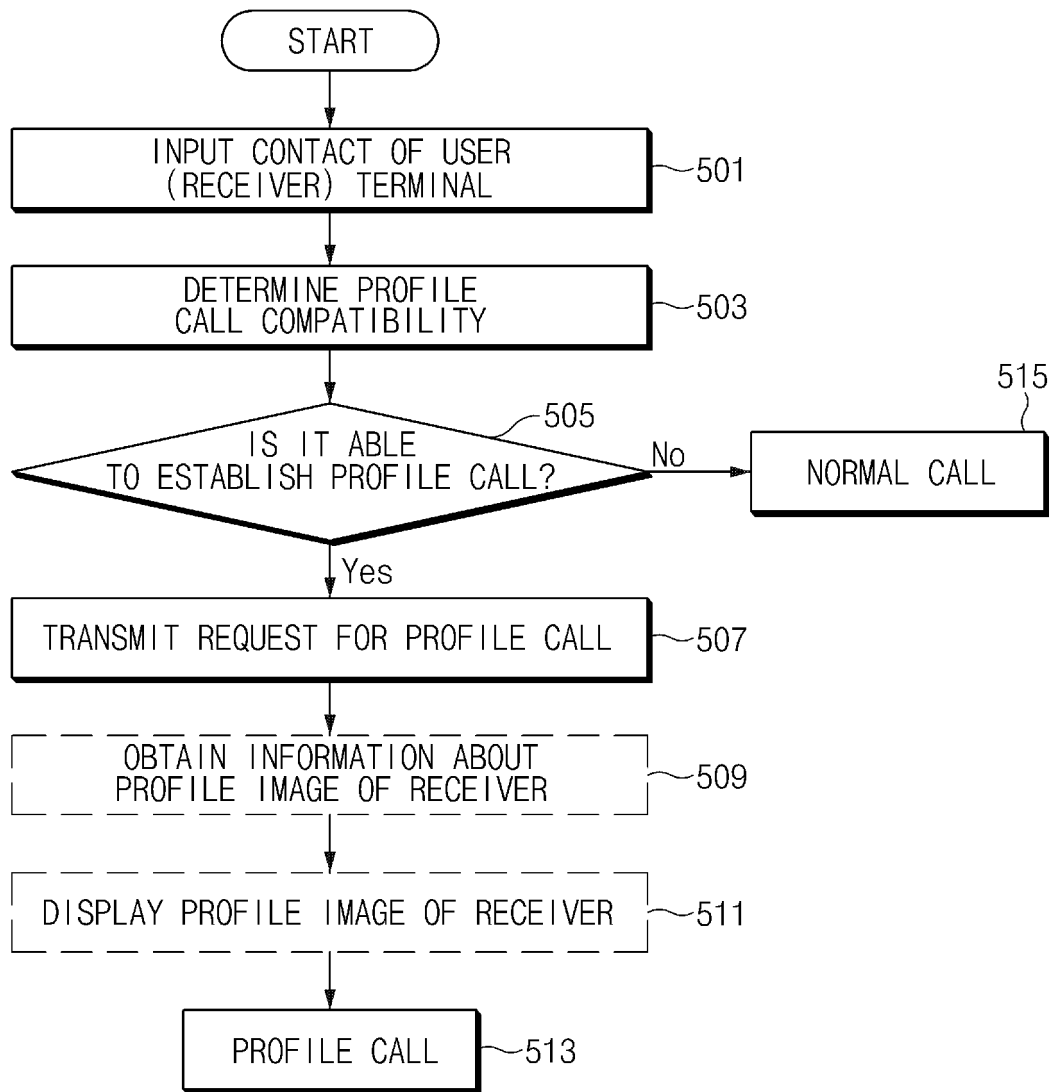 START
INPUT CONTACT OF USER
(RECEIVER) TERMINAL
501
DETERMINE PROFILE
CALL COMPATIBILITY
503
505
IS IT ABLE
TO ESTABLISH PROFILE CALL?
No
515
NORMAL CALL
Yes
TRANSMIT REQUEST FOR PROFILE CALL
507
OBTAIN INFORMATION ABOUT
PROFILE IMAGE OF RECEIVER
509
DISPLAY PROFILE IMAGE OF RECEIVER
511
PROFILE CALL
513